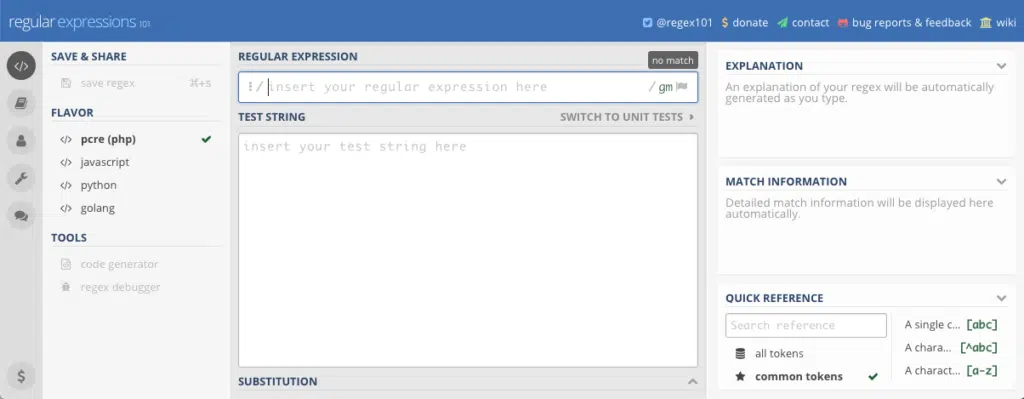 regular expressions 101
@regex101 $ donate contact bug reports & feedback wiki
SAVE & SHARE
save regex ⌘+s
FLAVOR
</> pcre (php)
</> javascript
</> python
</> golang
TOOLS
code generator
regex debugger
$
REGULAR EXPRESSION
no match
⁝/ insert your regular expression here / gm
TEST STRING SWITCH TO UNIT TESTS
insert your test string here
SUBSTITUTION
EXPLANATION
An explanation of your regex will be automatically
generated as you type.
MATCH INFORMATION
Detailed match information will be displayed here
automatically.
QUICK REFERENCE
Search reference
all tokens
common tokens
A single c... [abc]
A chara... [^abc]
A charact... [a-z]